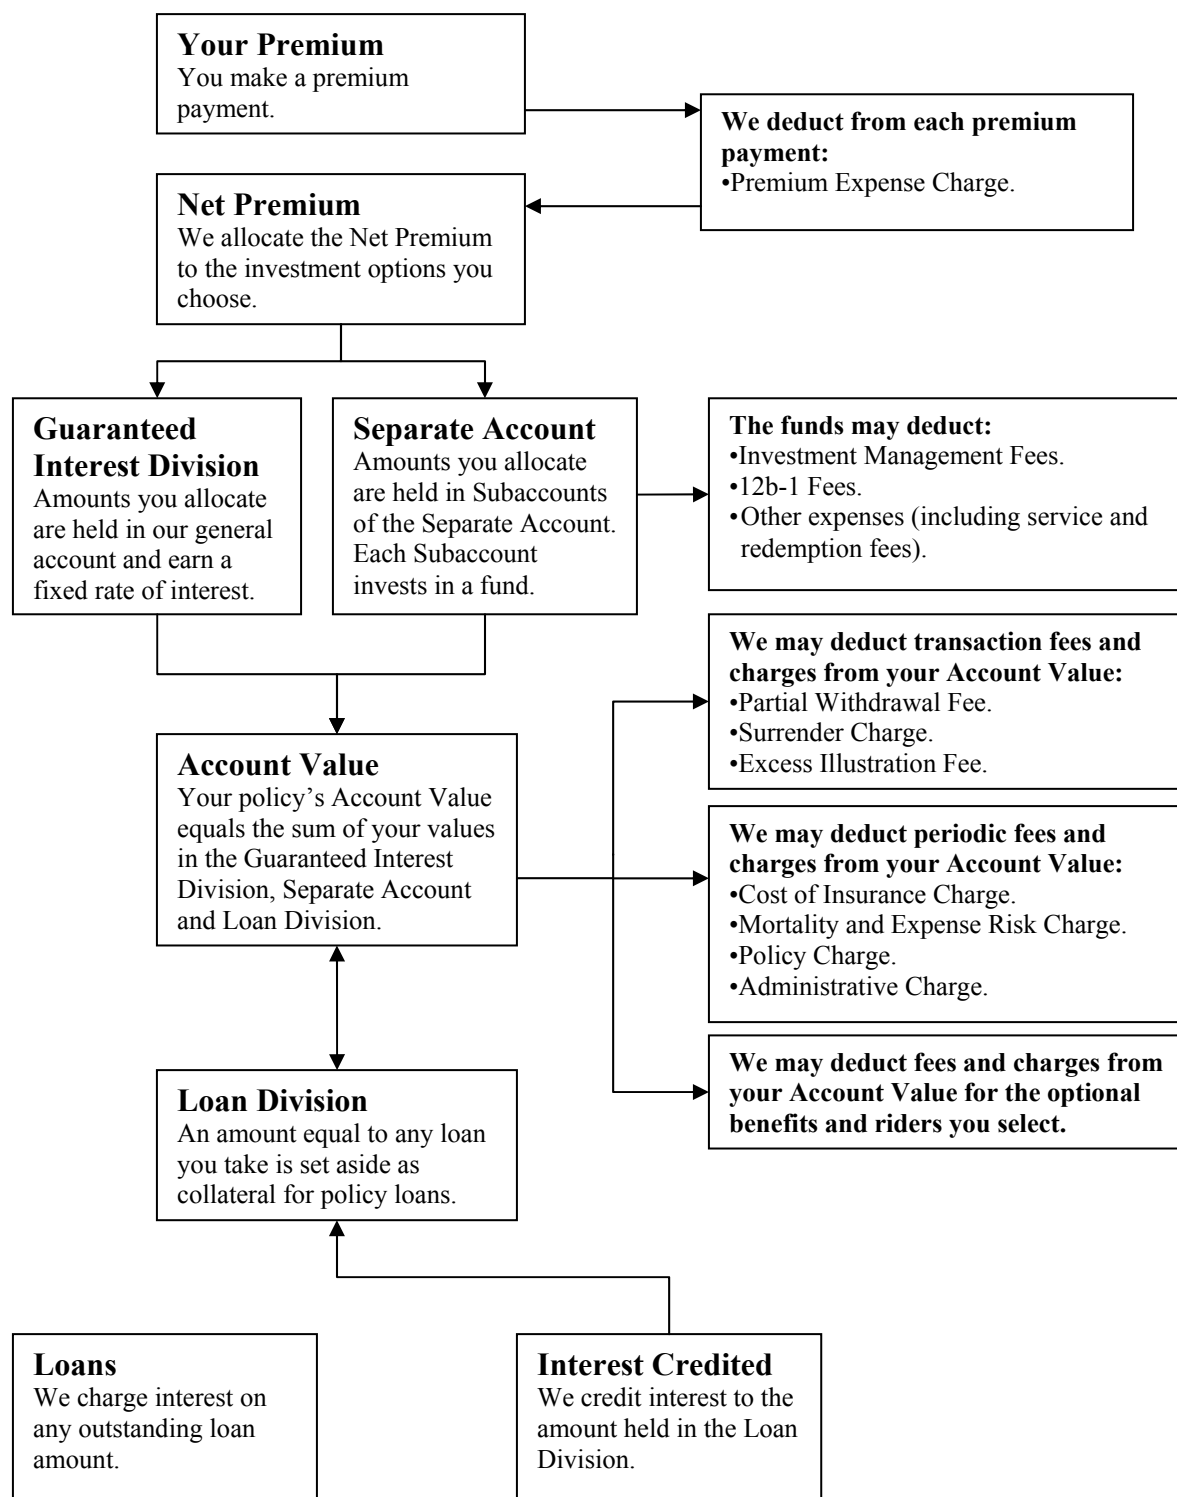 Your Premium
You make a premium
payment.
We deduct from each premium
payment:
•Premium Expense Charge.
Net Premium
We allocate the Net Premium
to the investment options you
choose.
Guaranteed
Interest Division
Amounts you allocate
are held in our general
account and earn a
fixed rate of interest.
Separate Account
Amounts you allocate
are held in Subaccounts
of the Separate Account.
Each Subaccount
invests in a fund.
The funds may deduct:
•Investment Management Fees.
•12b-1 Fees.
•Other expenses (including service and
redemption fees).
We may deduct transaction fees and
charges from your Account Value:
•Partial Withdrawal Fee.
•Surrender Charge.
•Excess Illustration Fee.
Account Value
Your policy’s Account Value
equals the sum of your values
in the Guaranteed Interest
Division, Separate Account
and Loan Division.
We may deduct periodic fees and
charges from your Account Value:
•Cost of Insurance Charge.
•Mortality and Expense Risk Charge.
•Policy Charge.
•Administrative Charge.
We may deduct fees and charges from
your Account Value for the optional
benefits and riders you select.
Loan Division
An amount equal to any loan
you take is set aside as
collateral for policy loans.
Loans
We charge interest on
any outstanding loan
amount.
Interest Credited
We credit interest to the
amount held in the Loan
Division.